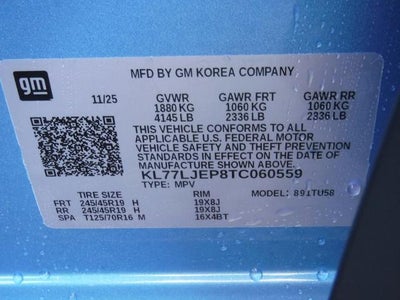 gm
MFD BY GM KOREA COMPANY
11/25 GVWR GAWR FRT GAWR RR
1880 KG 1060 KG 1060 KG
4145 LB 2336 LB 2336 LB
THIS VEHICLE CONFORMS TO ALL
APPLICABLE U.S. FEDERAL MOTOR
VEHICLE SAFETY AND THEFT PREVENTION
STANDARDS IN EFFECT ON THE DATE OF
MANUFACTURE SHOWN ABOVE.
KL77LJEP8TC060559
TYPE: MPV MODEL: 891TU58
TIRE SIZE RIM
FRT 245/45R19 H 19X8J
RR 245/45R19 H 19X8J
SPA T125/70R16 M 16X4BT